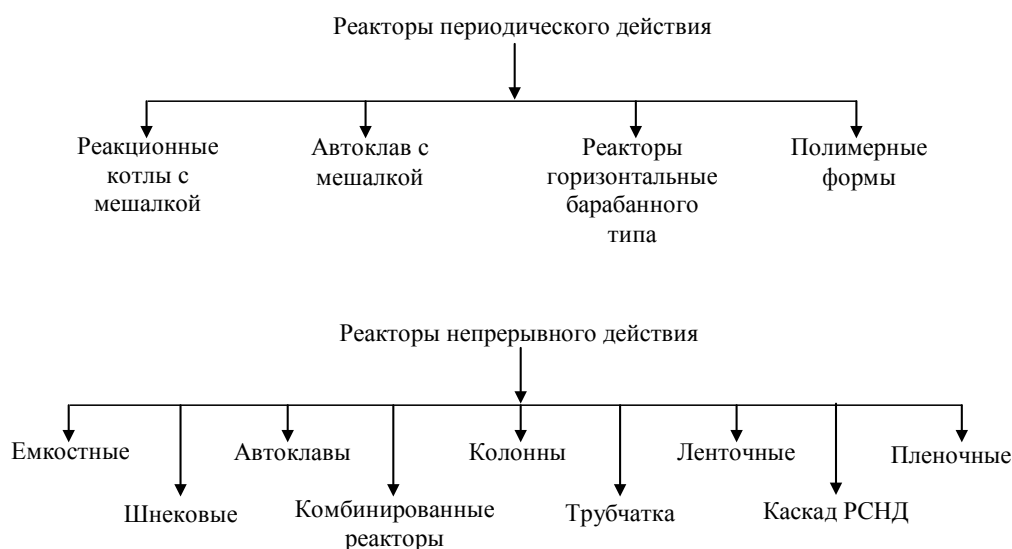 Реакторы периодического действия
Реакционные
котлы с
мешалкой
Автоклав с
мешалкой
Реакторы
горизонтальные
барабанного
типа
Полимерные
формы
Реакторы непрерывного действия
Емкостные
Автоклавы
Колонны
Ленточные
Пленочные
Шнековые
Комбинированные
реакторы
Трубчатка
Каскад РСНД